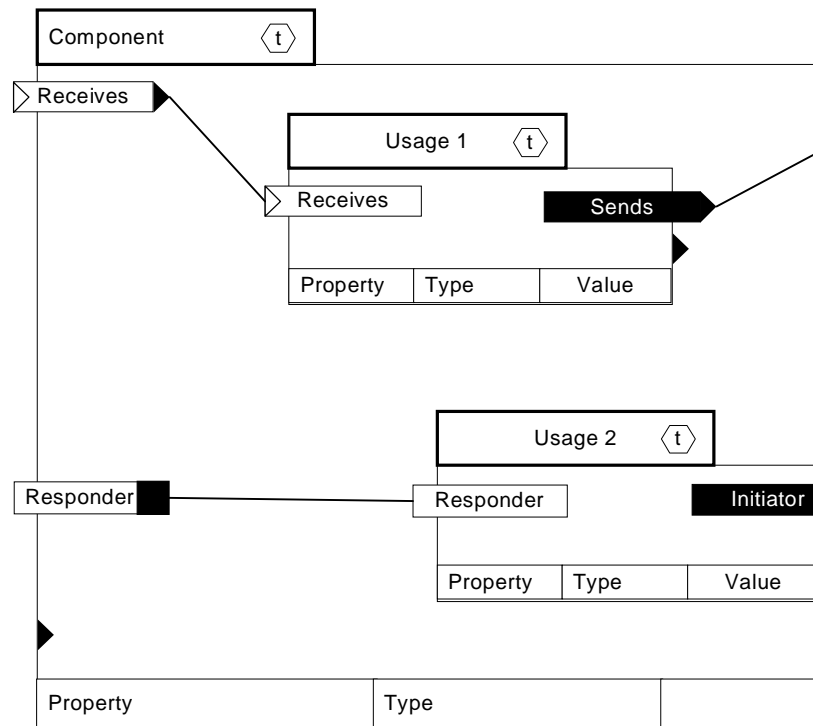 Component t
Receives
Usage 1 t
Receives Sends
Property Type Value
Usage 2 t
Responder Responder Initiator
Property Type Value
Property Type